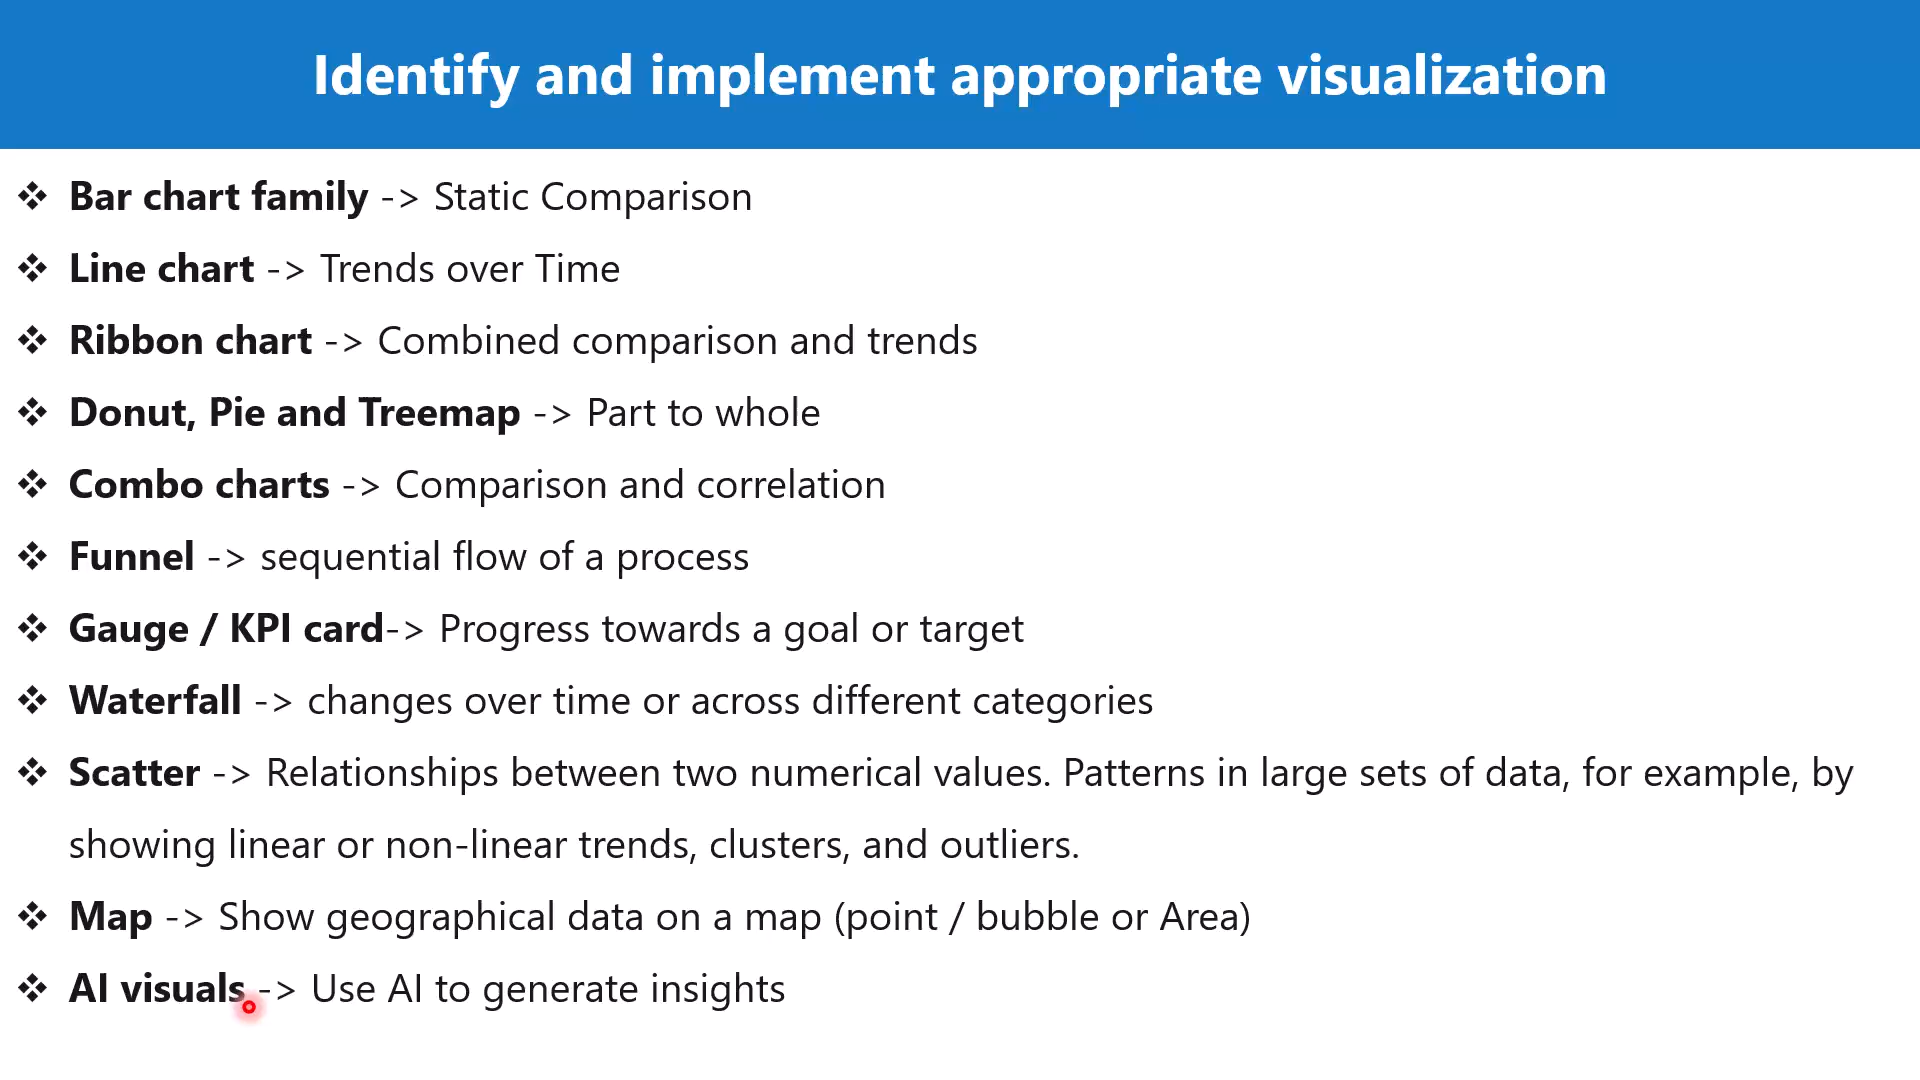 Identify and implement appropriate visualization
❖ Bar chart family -> Static Comparison
❖ Line chart -> Trends over Time
❖ Ribbon chart -> Combined comparison and trends
❖ Donut, Pie and Treemap -> Part to whole
❖ Combo charts -> Comparison and correlation
❖ Funnel -> sequential flow of a process
❖ Gauge / KPI card-> Progress towards a goal or target
❖ Waterfall -> changes over time or across different categories
❖ Scatter -> Relationships between two numerical values. Patterns in large sets of data, for example, by
showing linear or non-linear trends, clusters, and outliers.
❖ Map -> Show geographical data on a map (point / bubble or Area)
❖ AI visuals -> Use AI to generate insights